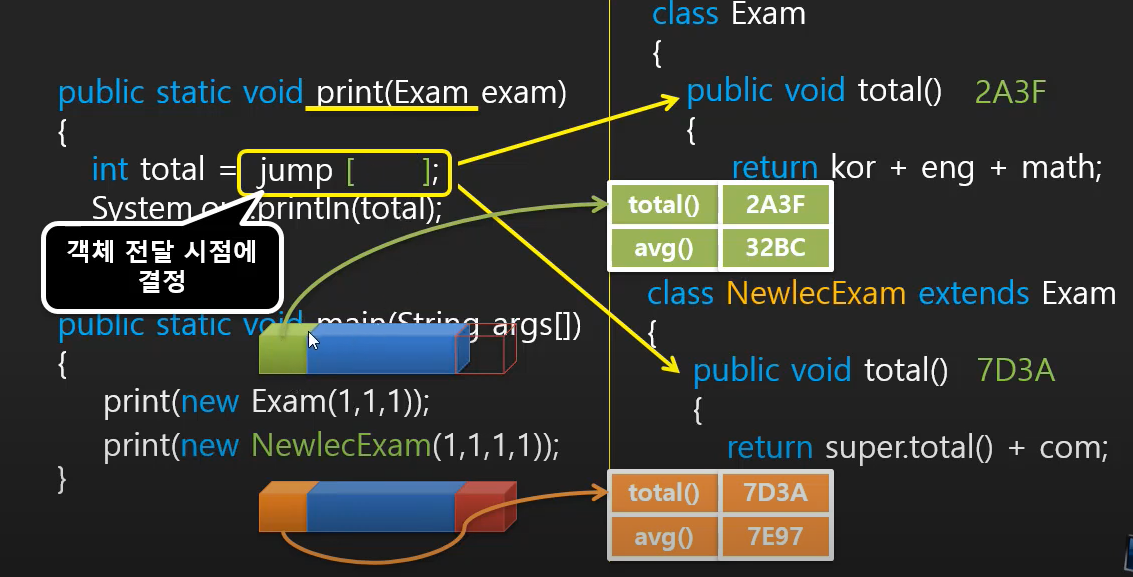 public static void print(Exam exam)
{
int total = jump [ ];
System.out.println(total);
객체 전달 시점에
결정
public static void main(String args[])
{
print(new Exam(1,1,1));
print(new NewlecExam(1,1,1,1));
}
class Exam
{
public void total() 2A3F
{
return kor + eng + math;
total() 2A3F
avg() 32BC
class NewlecExam extends Exam
{
public void total() 7D3A
{
return super.total() + com;
total() 7D3A
avg() 7E97